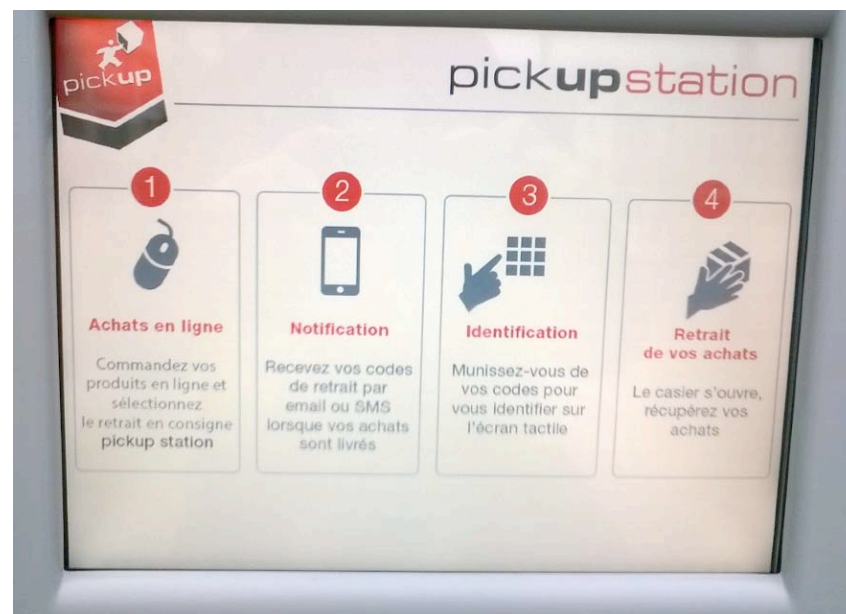 pickup
pickupstation
1
Achats en ligne
Commandez vos
produits en ligne et
sélectionnez
le retrait en consigne
pickup station
2
Notification
Recevez vos codes
de retrait par
email ou SMS
lorsque vos achats
sont livrés
3
Identification
Munissez-vous de
vos codes pour
vous identifier sur
l'écran tactile
4
Retrait
de vos achats
Le casier s'ouvre,
récupérez vos
achats